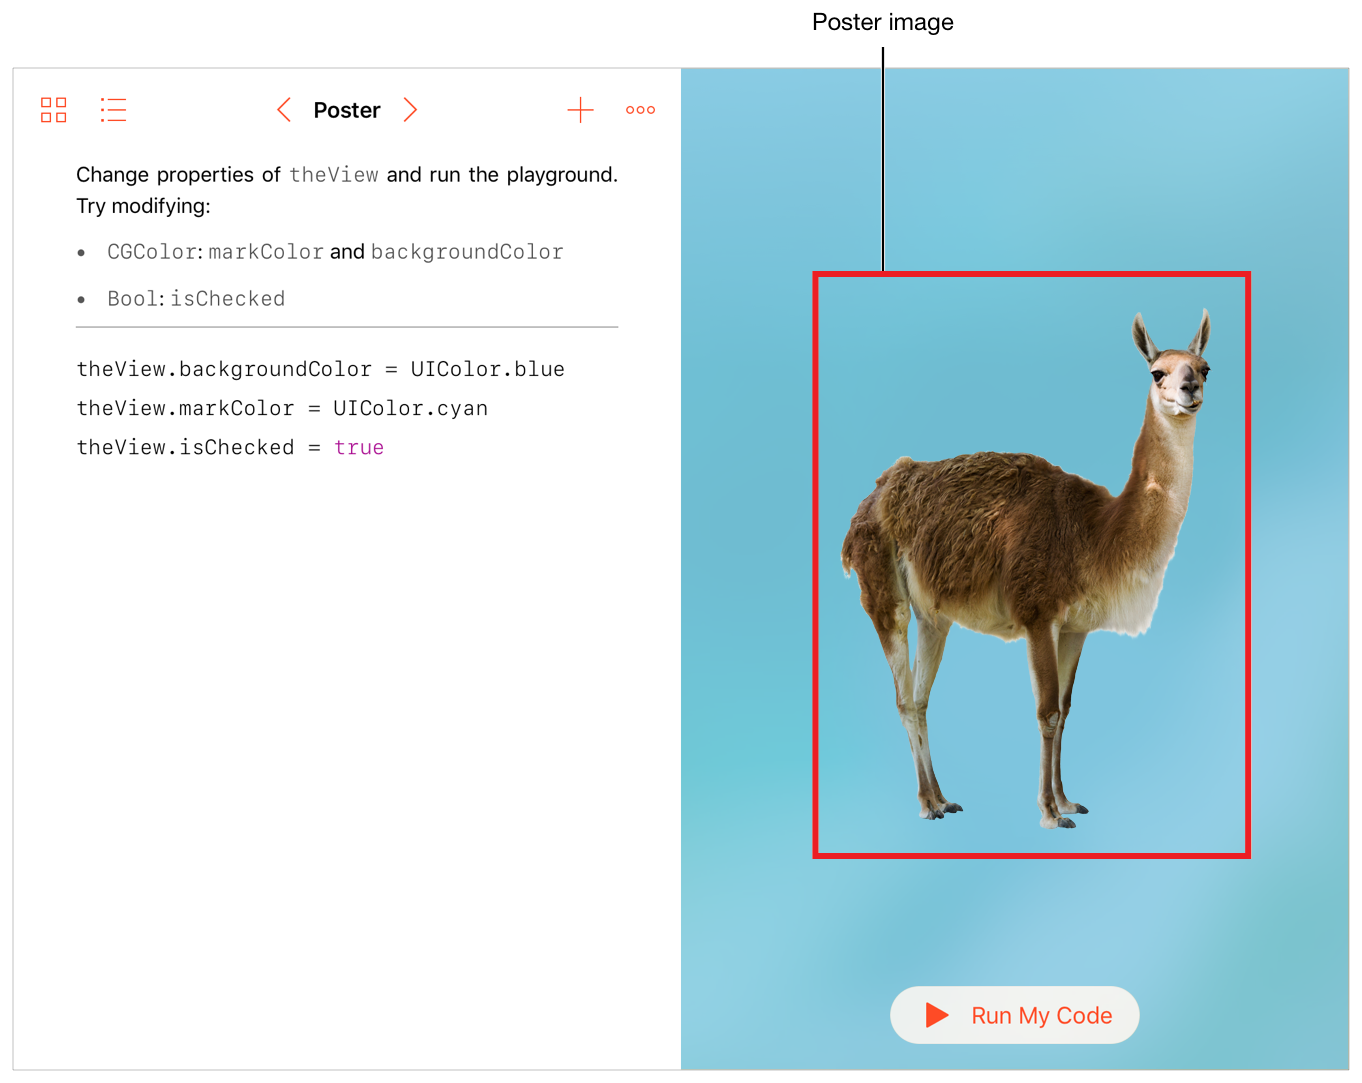 Poster image
Poster
Change properties of theView and run the playground.
Try modifying:
• CGColor: markColor and backgroundColor
• Bool: isChecked
theView.backgroundColor = UIColor.blue
theView.markColor = UIColor.cyan
theView.isChecked = true
Run My Code